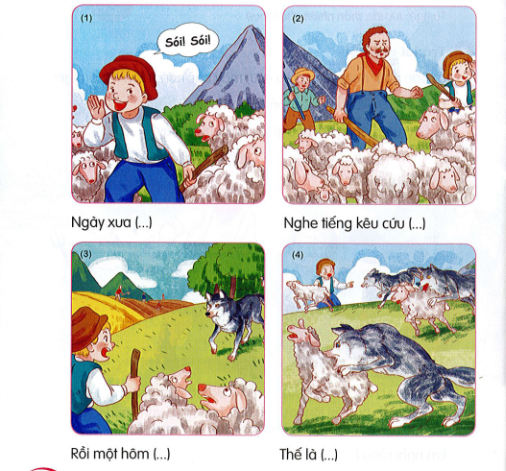 (1)
Sói! Sói!
(2)
Ngày xưa (...)
Nghe tiếng kêu cứu (...)
(3)
(4)
Rồi một hôm (...)
Thế là (...)